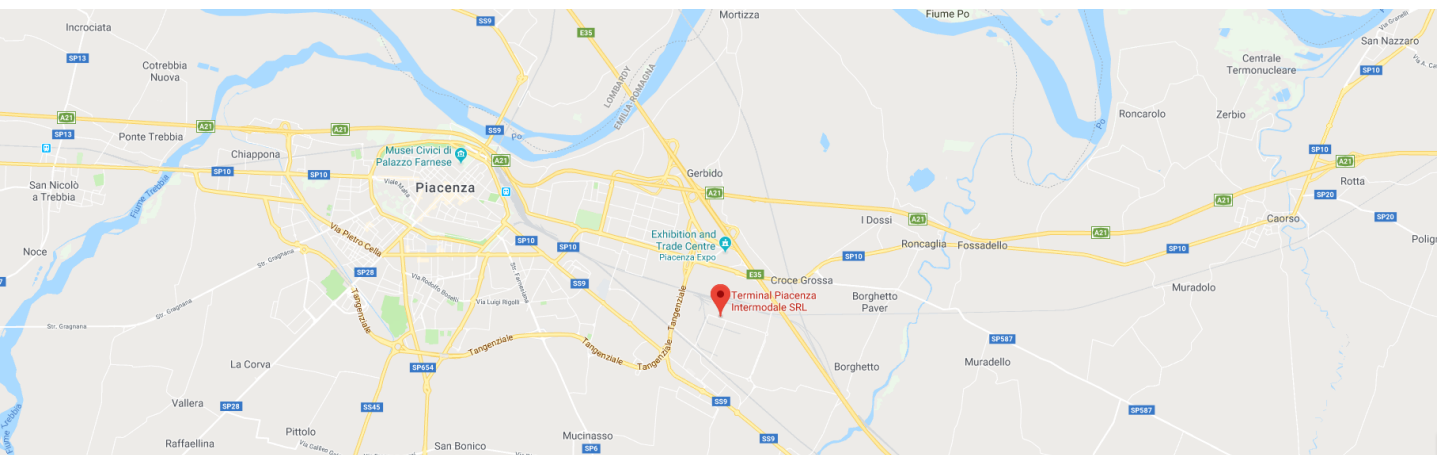 Mortizza
Fiume Po
Via Granelli
Incrociata
SS9
E35
San Nazzaro
SP13
Cotrebbia
Nuova
LOMBARDY
EMILIA-ROMAGNA
Centrale
Termonucleare
SP10
A21
SP13
A21
A21
SS9
Po
Po
Roncarolo
Zerbio
Ponte Trebbia
Chiappona
Musei Civici di
Palazzo Farnese
A21
SP10
A21
SP10
SP10
Gerbido
Rotta
San Nicolò
a Trebbia
Fiume Trebbia
Viale Malta
Piacenza
A21
A21
SP20
SP20
I Dossi
A21
Caorso
Via Pietro Cella
Exhibition and
Trade Centre
Piacenza Expo
A21
Noce
Str. Gragnana
SP10
SP10
Roncaglia
Fossadello
SP10
SP10
SP28
Str. Farnesiana
E35
Croce Grossa
Via Rodolfo Boselli
SS9
Muradolo
Terminal Piacenza
Intermodale SRL
Borghetto
Paver
Via Luigi Rigolli
Str. Gragnana
Str. Gragnana
Tangenziale
Tangenziale
SP587
Tangenziale
Tangenziale
Tangenziale
La Corva
SP654
Borghetto
Muradello
Vallera
SP28
SS45
SS9
SP587
Pittolo
Mucinasso
SS9
Raffaellina
San Bonico
SP6